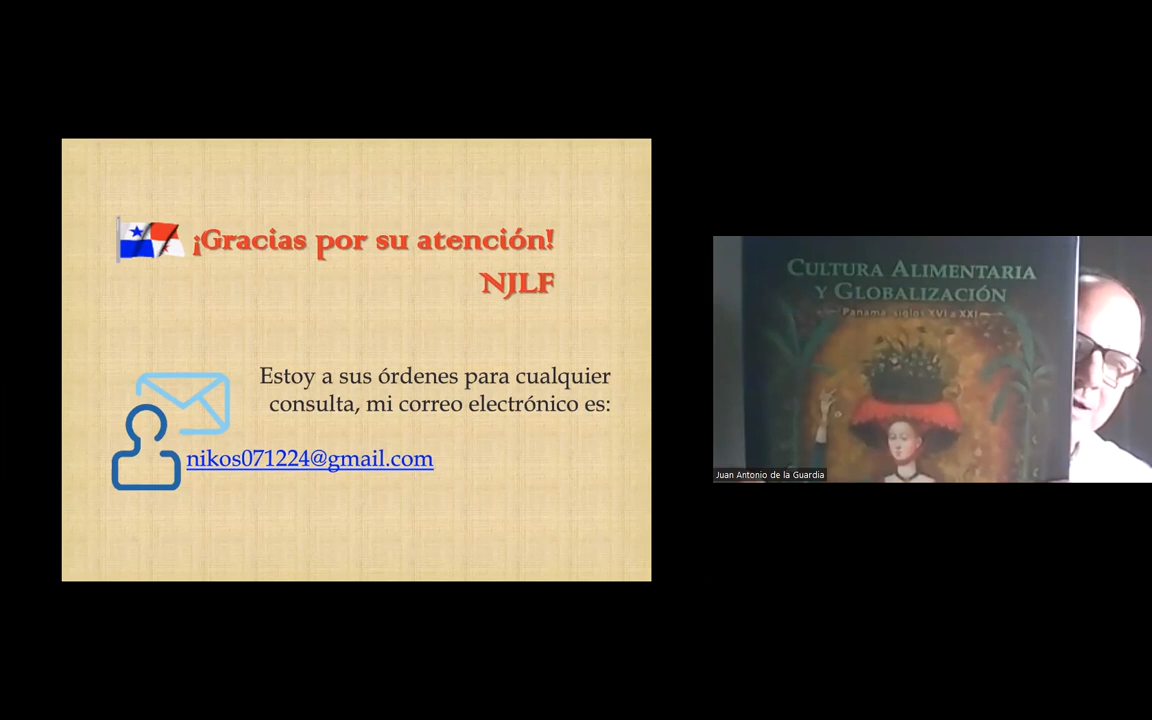 ¡Gracias por su atención!
NJLF
Estoy a sus órdenes para cualquier
consulta, mi correo electrónico es:
nikos071224@gmail.com
CULTURA ALIMENTARIA
Y GLOBALIZACIÓN
Panamá, siglos XVI a XXI
Juan Antonio de la Guardia